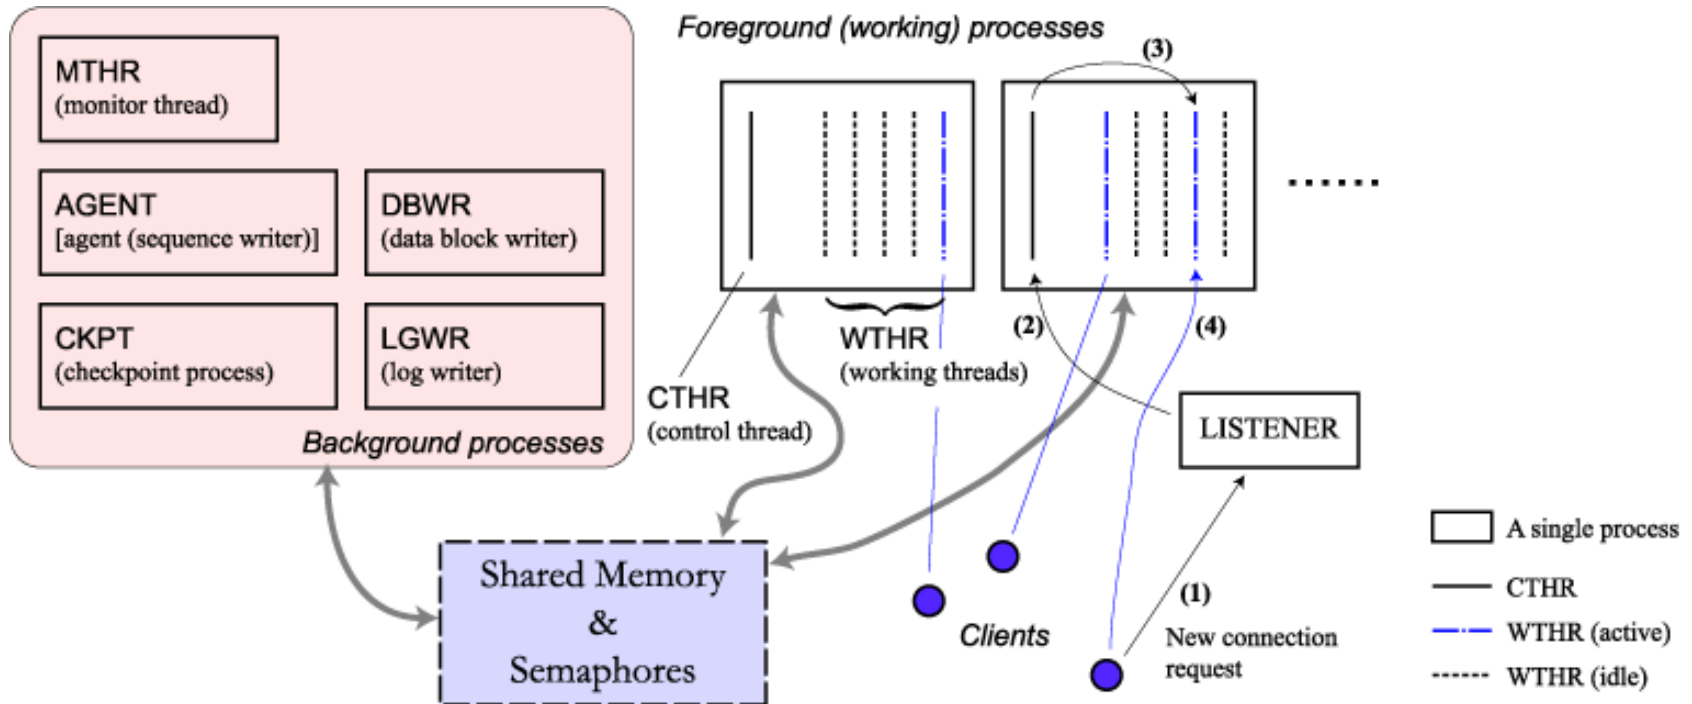 Foreground (working) processes
MTHR
(monitor thread)
AGENT
[agent (sequence writer)]
DBWR
(data block writer)
CKPT
(checkpoint process)
LGWR
(log writer)
Background processes
(3)
......
(2)
(4)
WTHR
(working threads)
CTHR
(control thread)
LISTENER
Shared Memory
&
Semaphores
Clients
(1)
New connection
request
A single process
CTHR
WTHR (active)
WTHR (idle)